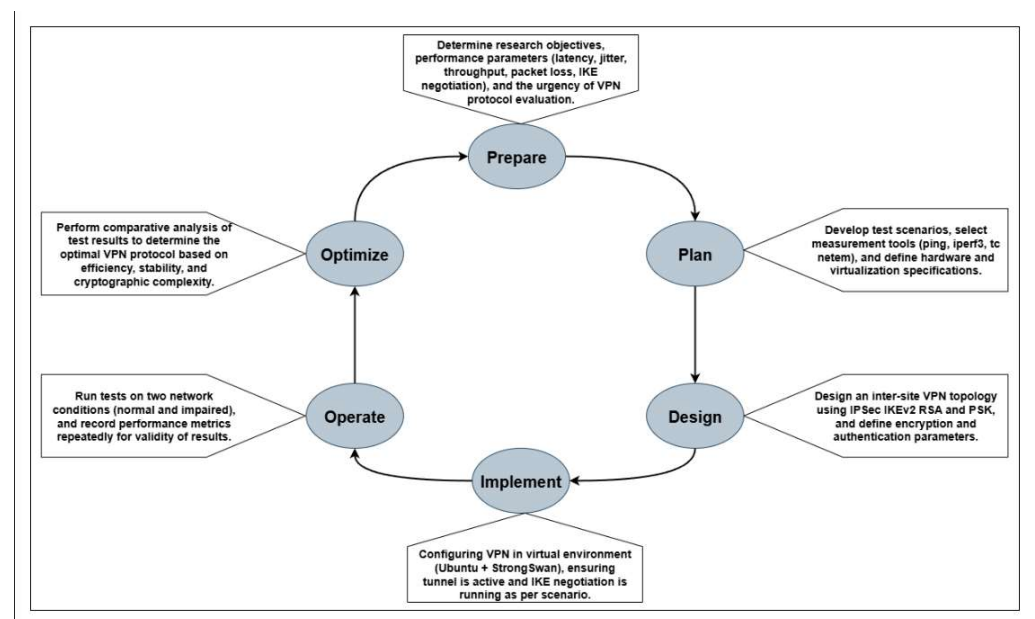 Determine research objectives,
performance parameters (latency, jitter,
throughput, packet loss, IKE
negotiation), and the urgency of VPN
protocol evaluation.
Prepare
Perform comparative analysis of
test results to determine the
optimal VPN protocol based on
efficiency, stability, and
cryptographic complexity.
Optimize
Plan
Develop test scenarios, select
measurement tools (ping, iperf3, tc
netem), and define hardware and
virtualization specifications.
Run tests on two network
conditions (normal and impaired),
and record performance metrics
repeatedly for validity of results.
Operate
Design
Design an inter-site VPN topology
using IPSec IKEv2 RSA and PSK,
and define encryption and
authentication parameters.
Implement
Configuring VPN in virtual environment
(Ubuntu + StrongSwan), ensuring
tunnel is active and IKE negotiation is
running as per scenario.